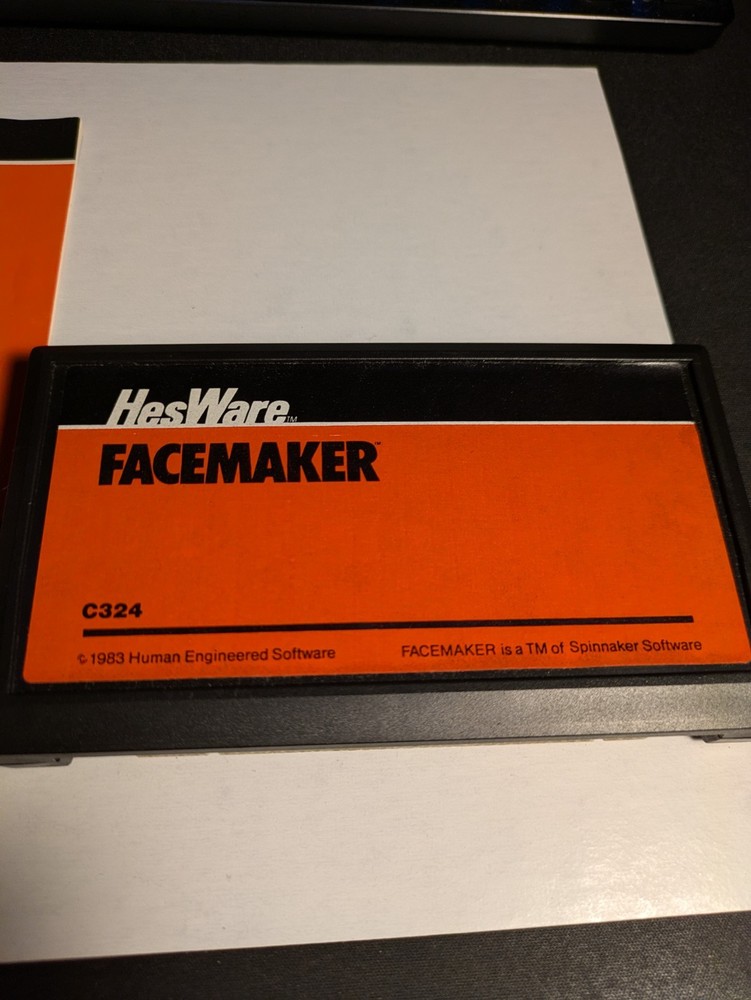 HesWare™
FACEMAKER™
C324
© 1983 Human Engineered Software
FACEMAKER is a TM of Spinnaker Software